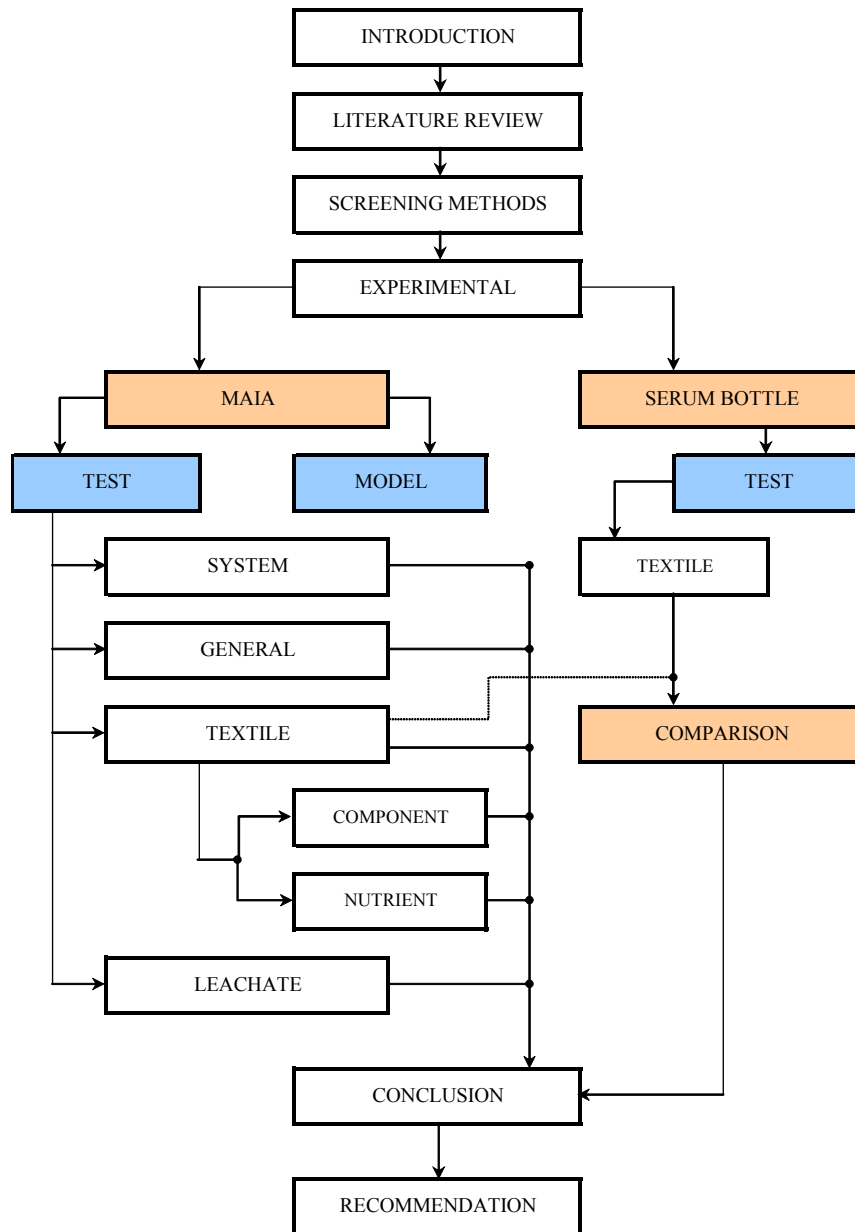 INTRODUCTION
LITERATURE REVIEW
SCREENING METHODS
EXPERIMENTAL
MAIA
SERUM BOTTLE
TEST
MODEL
TEST
SYSTEM
TEXTILE
GENERAL
TEXTILE
COMPARISON
COMPONENT
NUTRIENT
LEACHATE
CONCLUSION
RECOMMENDATION